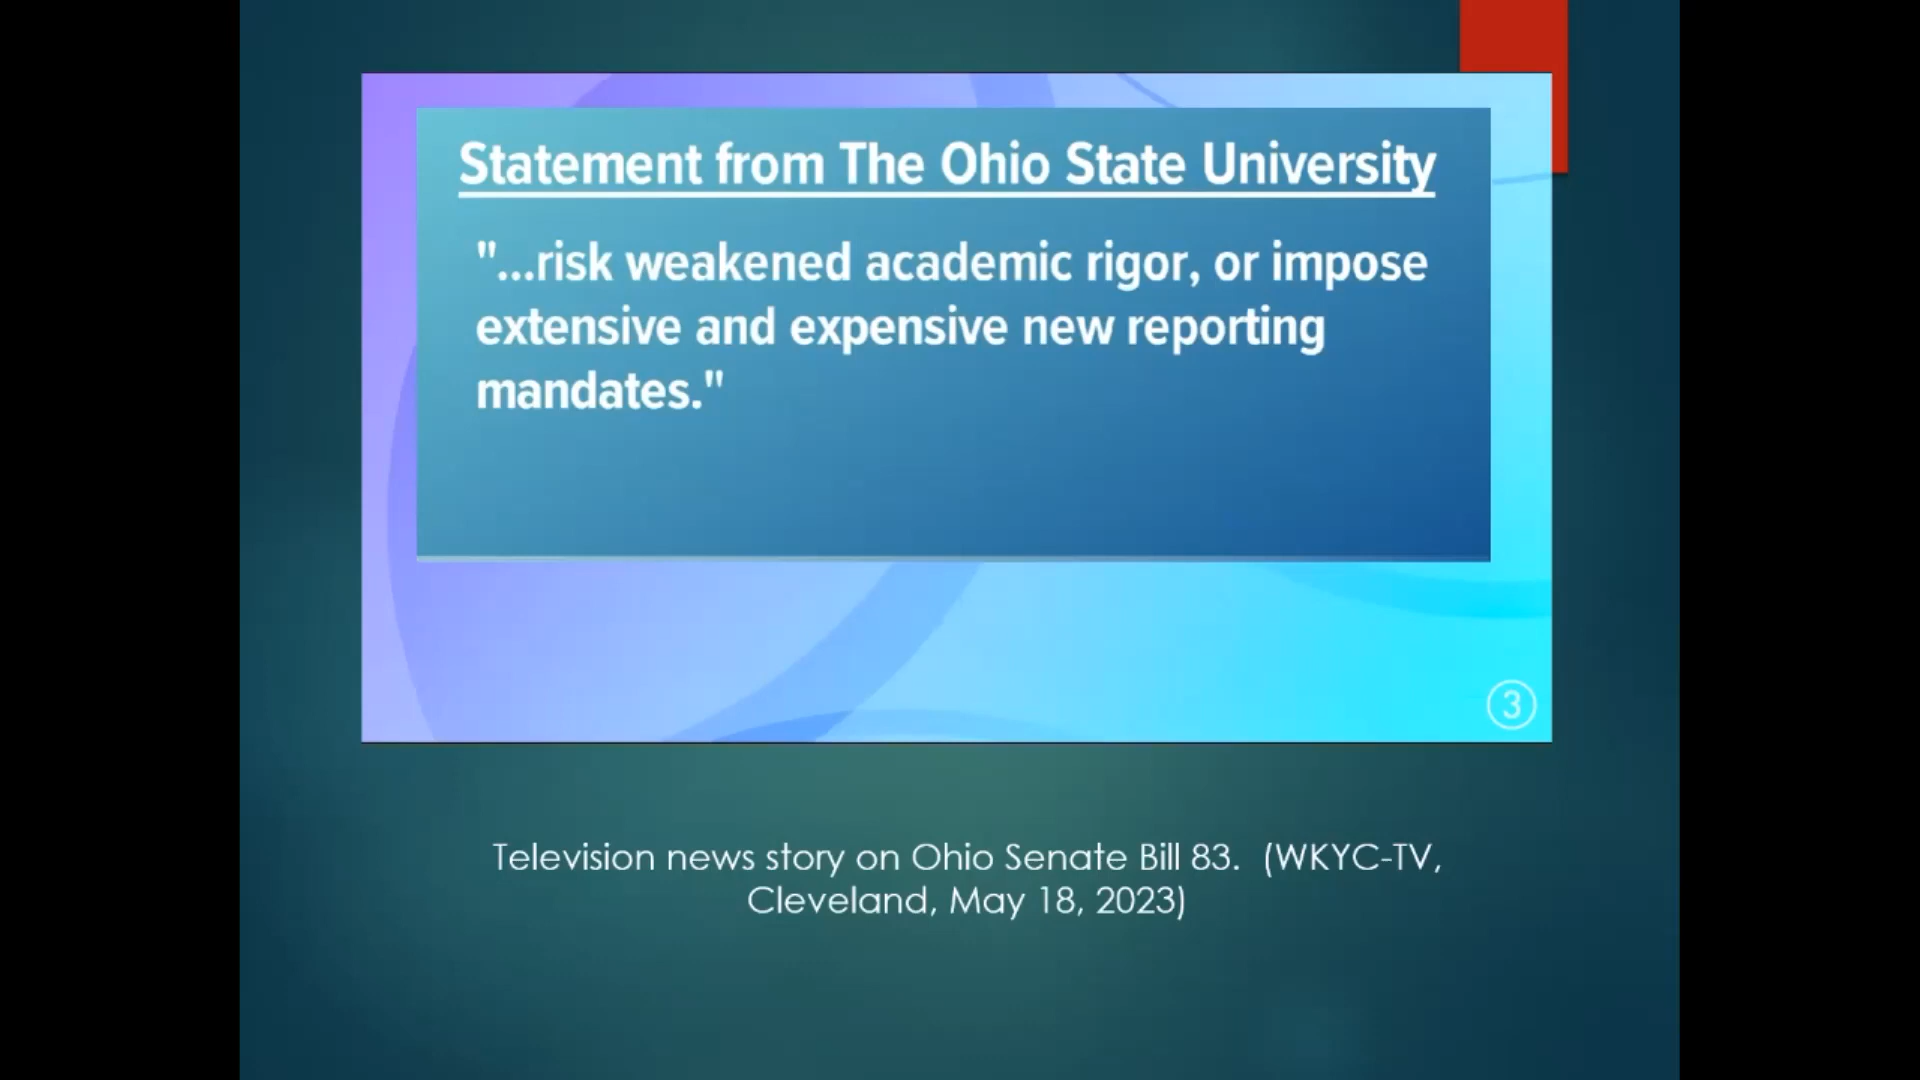 Statement from The Ohio State University
"...risk weakened academic rigor, or impose
extensive and expensive new reporting
mandates."
3
Television news story on Ohio Senate Bill 83.  (WKYC-TV,
Cleveland, May 18, 2023)